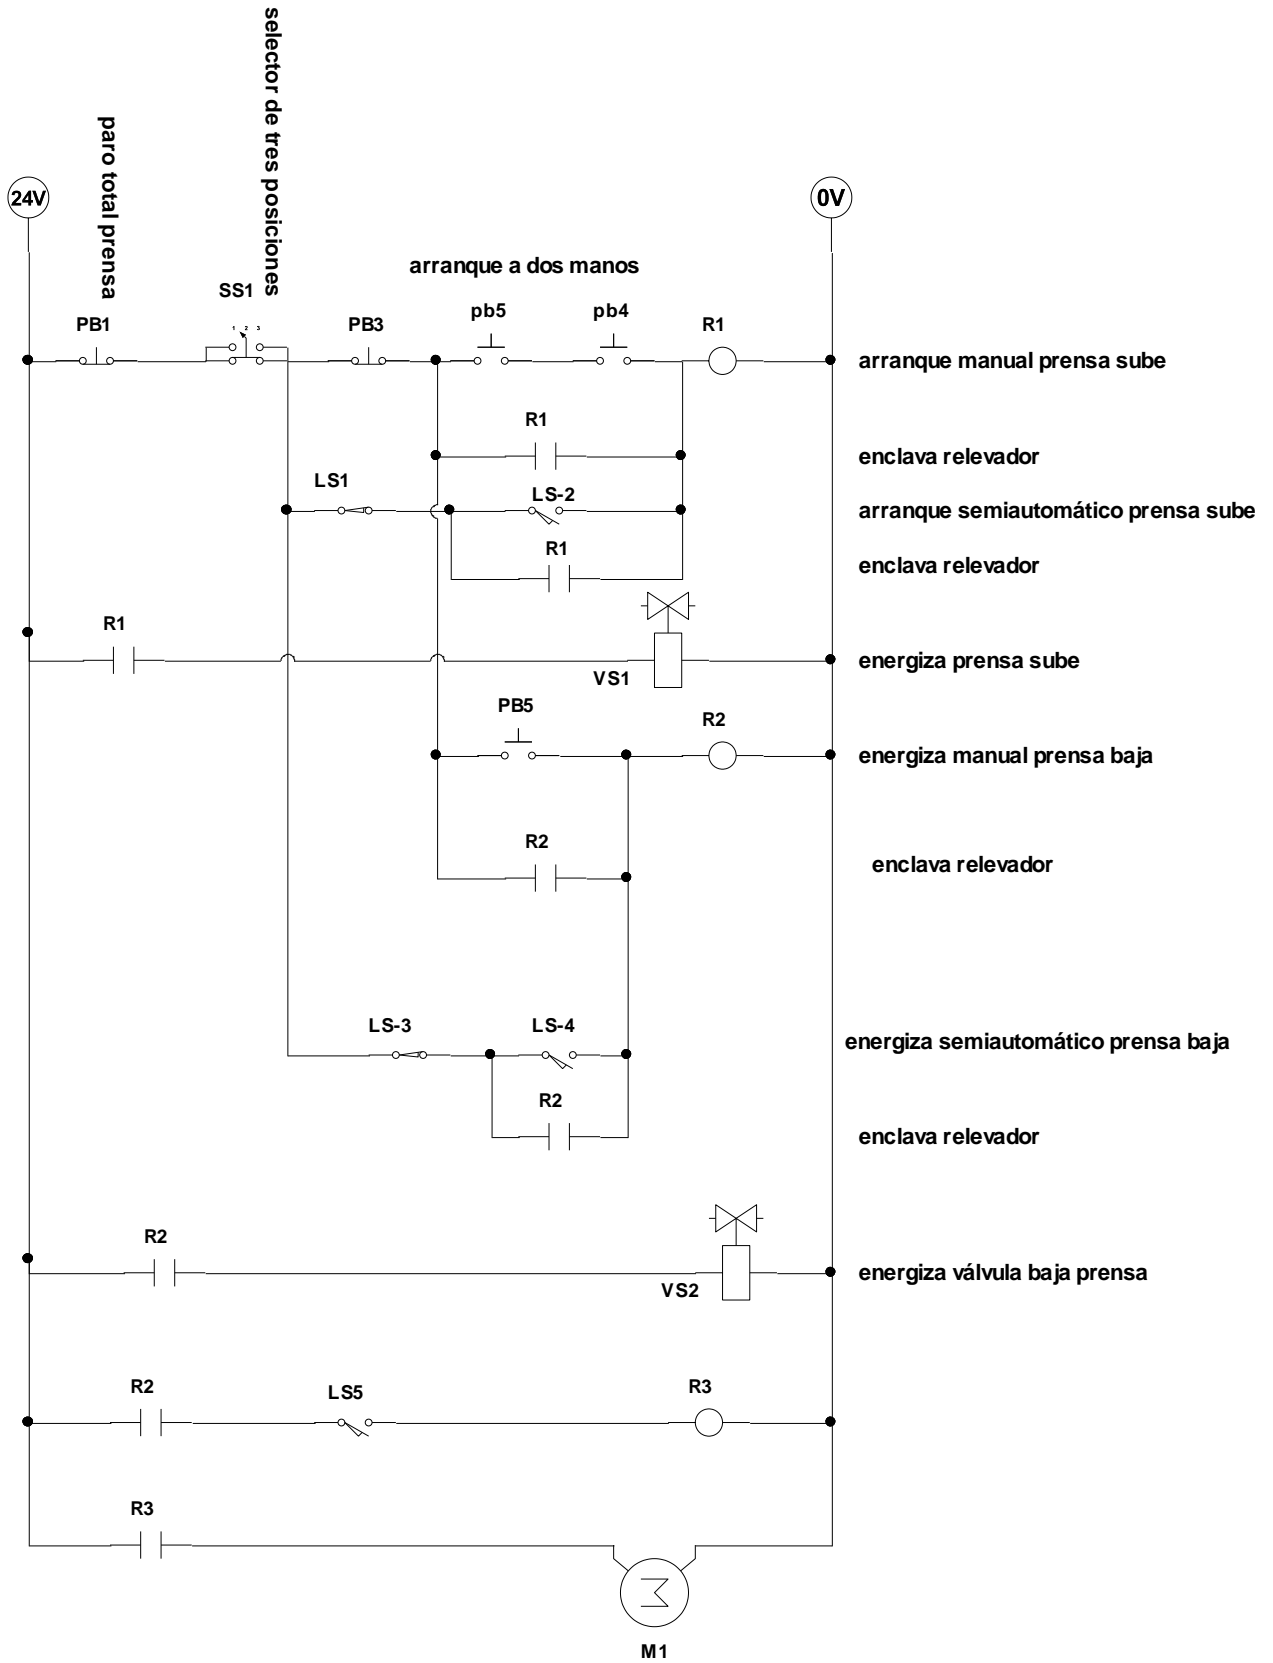 selector de tres posiciones
paro total prensa
24V
0V
arranque a dos manos
SS1
PB1
1 2 3
PB3
pb5
pb4
R1
arranque manual prensa sube
R1
enclava relevador
LS1
LS-2
arranque semiautomático prensa sube
R1
enclava relevador
R1
VS1
energiza prensa sube
PB5
R2
energiza manual prensa baja
R2
enclava relevador
LS-3
LS-4
energiza semiautomático prensa baja
R2
enclava relevador
R2
VS2
energiza válvula baja prensa
R2
LS5
R3
R3
M1